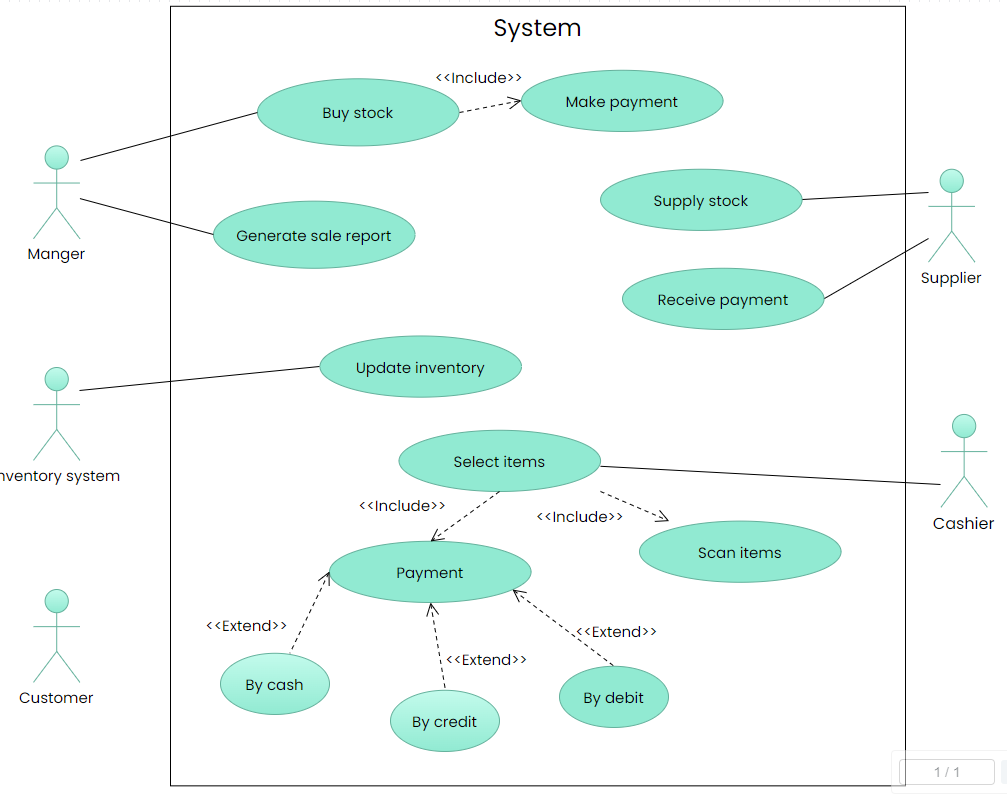 System
<<Include>>
Buy stock
Make payment
Manger
Generate sale report
Supply stock
Supplier
Receive payment
Update inventory
nventory system
Select items
<<Include>>
<<Include>>
Cashier
Scan items
Payment
<<Extend>>
<<Extend>>
<<Extend>>
By cash
By credit
By debit
Customer
1 / 1